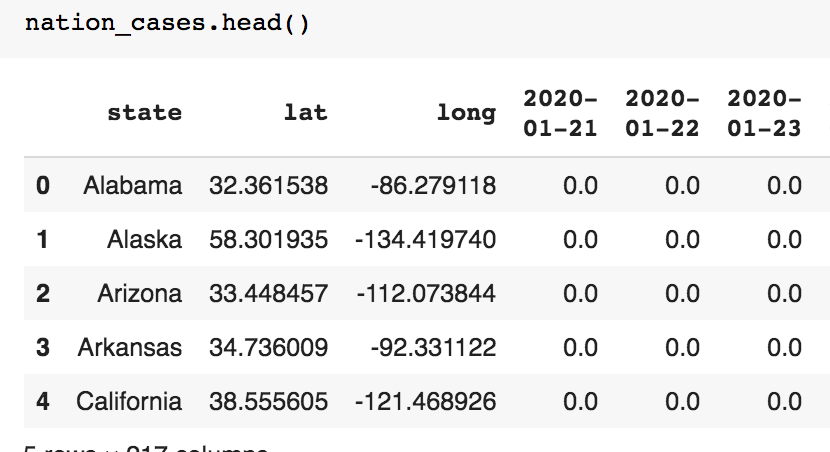 nation_cases.head()
state lat long 2020-01-21 2020-01-22 2020-01-23
0 Alabama 32.361538 -86.279118 0.0 0.0 0.0
1 Alaska 58.301935 -134.419740 0.0 0.0 0.0
2 Arizona 33.448457 -112.073844 0.0 0.0 0.0
3 Arkansas 34.736009 -92.331122 0.0 0.0 0.0
4 California 38.555605 -121.468926 0.0 0.0 0.0
5 rows × 217 columns